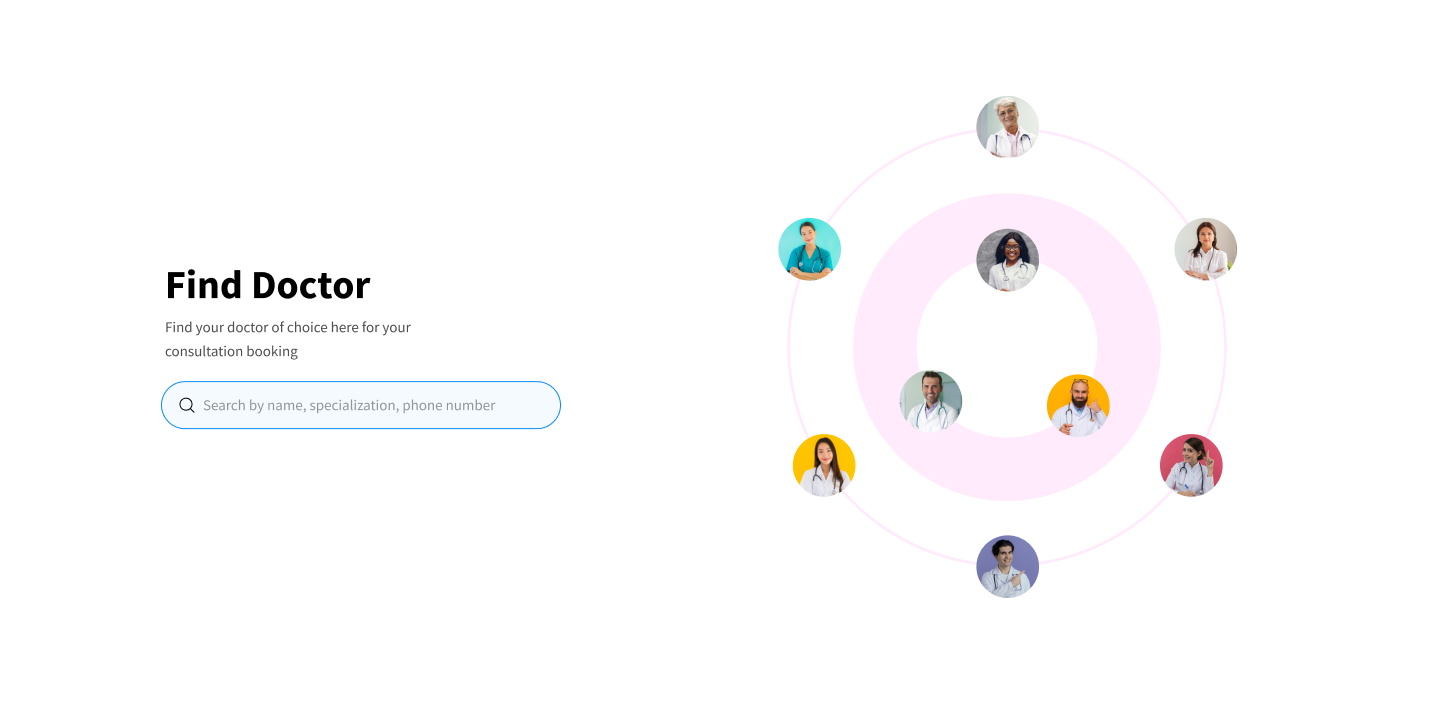 Find Doctor
Find your doctor of choice here for your
consultation booking
Search by name, specialization, phone number